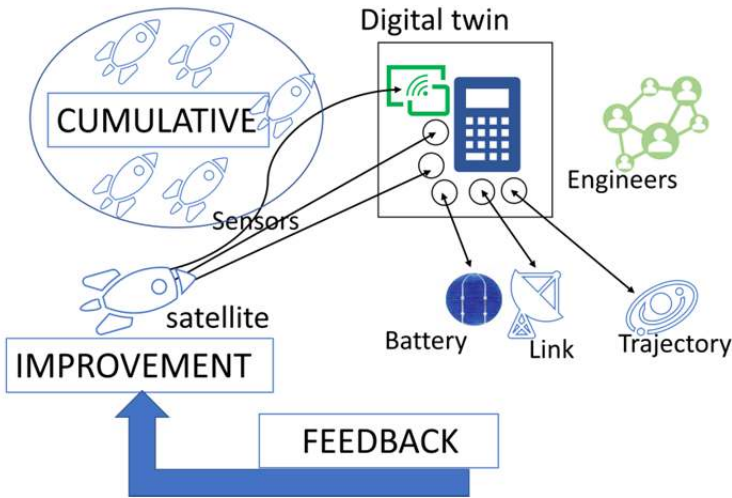 Digital twin
CUMULATIVE
Engineers
Sensors
satellite
Battery
Link
Trajectory
IMPROVEMENT
FEEDBACK